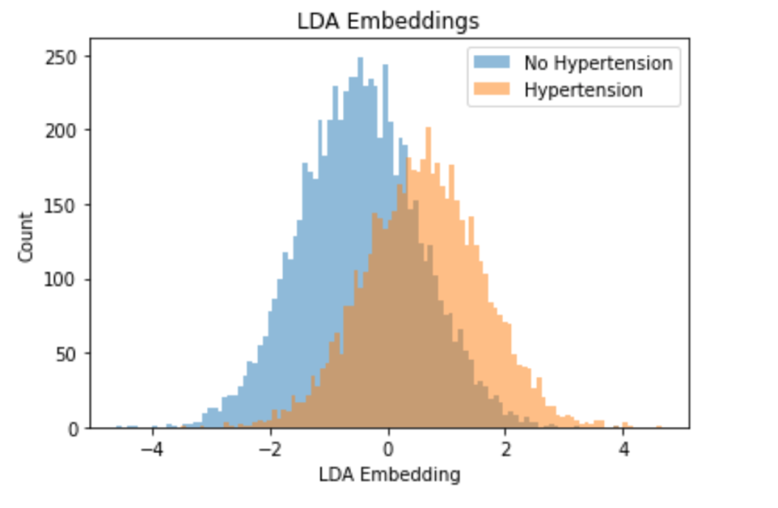 LDA Embeddings
No Hypertension
Hypertension
250
200
150
100
50
0
Count
−4
−2
0
2
4
LDA Embedding